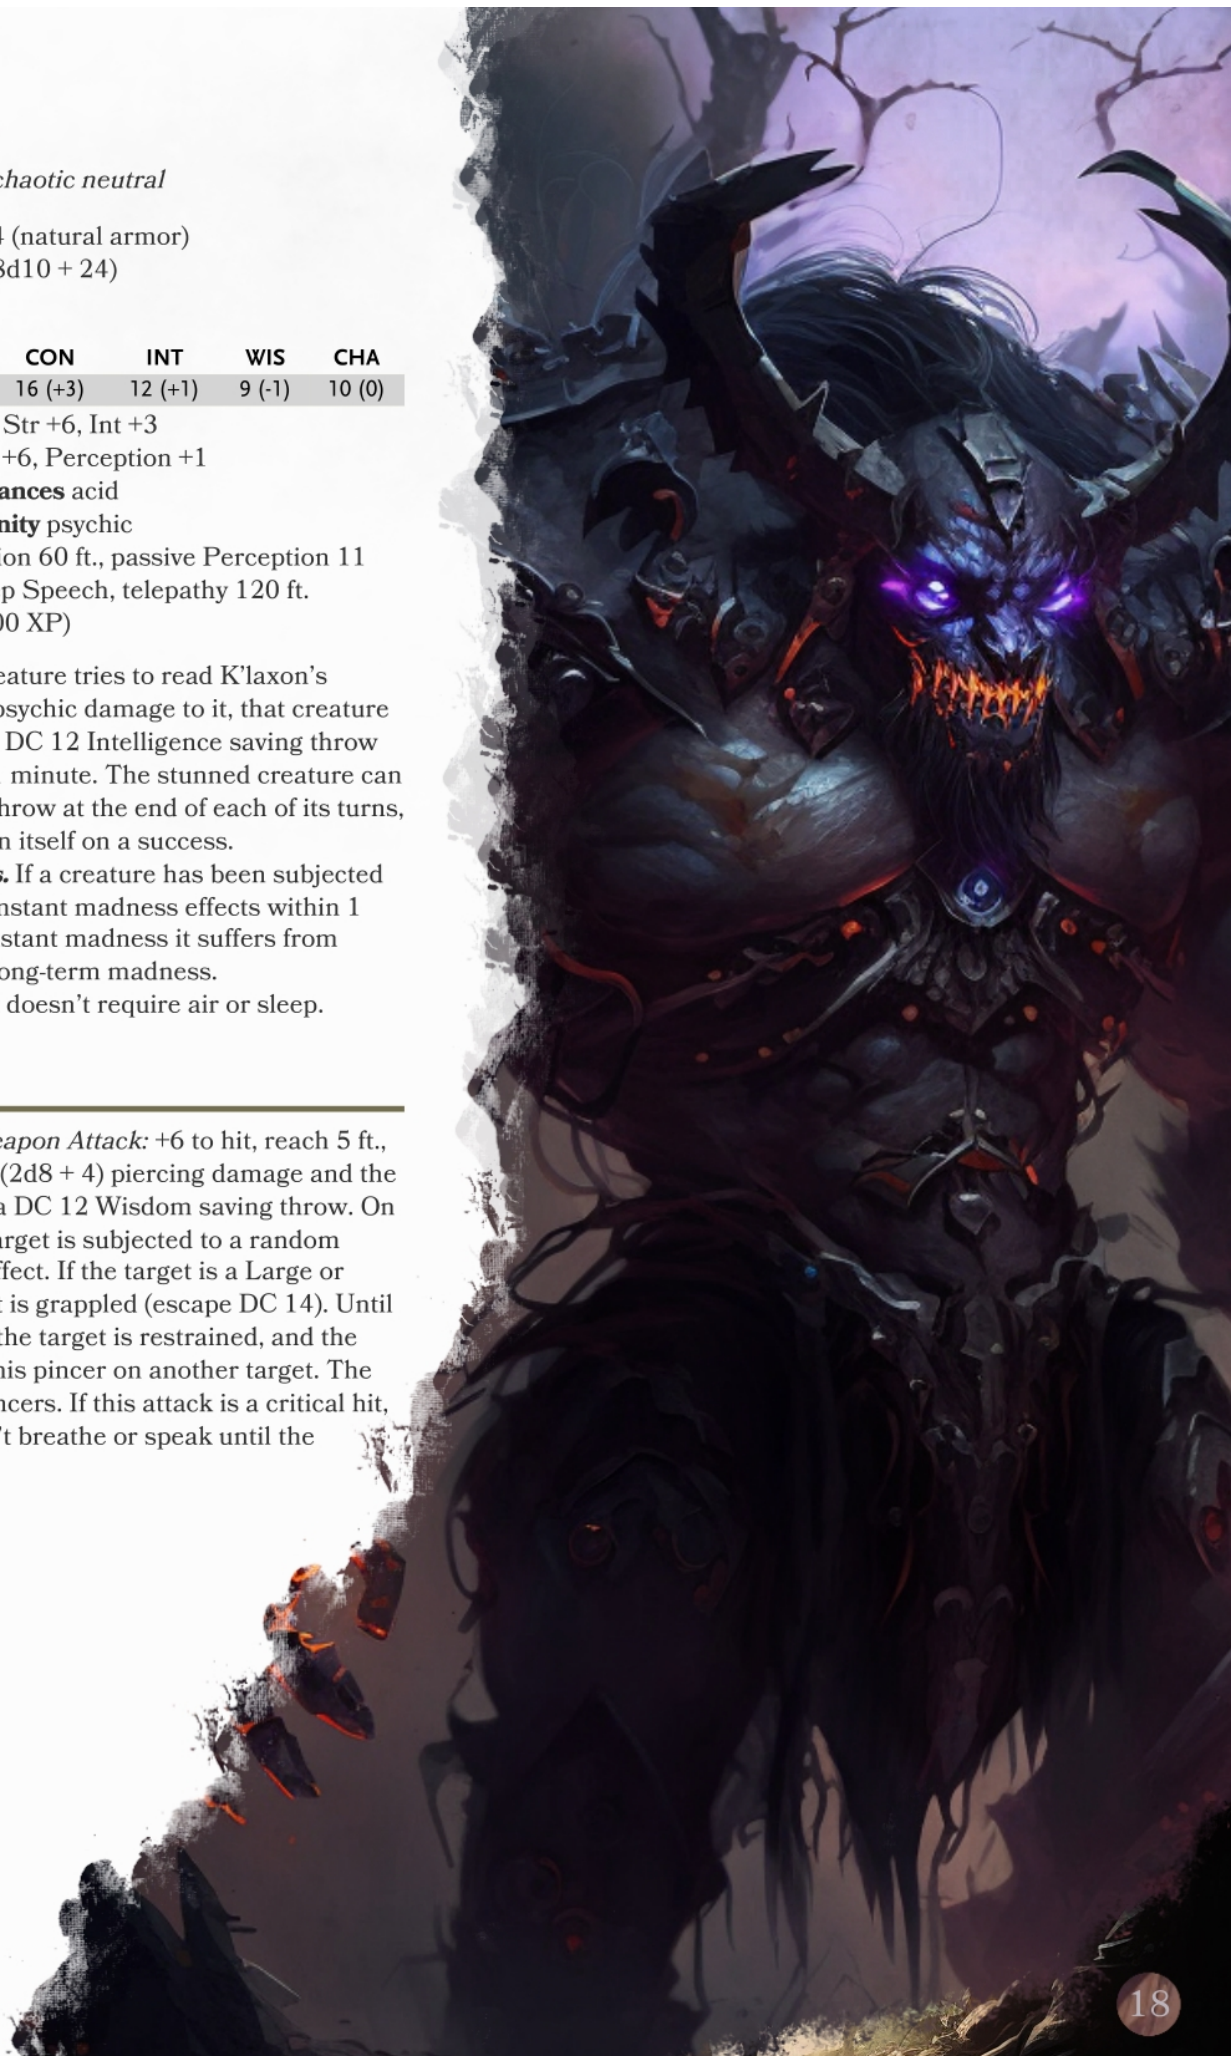 chaotic neutral
(natural armor)
8d10 + 24)
CON INT WIS CHA
16 (+3) 12 (+1) 9 (-1) 10 (0)
Str +6, Int +3
+6, Perception +1
ances acid
nity psychic
ion 60 ft., passive Perception 11
p Speech, telepathy 120 ft.
00 XP)
eature tries to read K'laxon's
psychic damage to it, that creature
DC 12 Intelligence saving throw
minute. The stunned creature can
hrow at the end of each of its turns,
n itself on a success.
s. If a creature has been subjected
nstant madness effects within 1
stant madness it suffers from
ong-term madness.
doesn't require air or sleep.
eapon Attack: +6 to hit, reach 5 ft.,
(2d8 + 4) piercing damage and the
a DC 12 Wisdom saving throw. On
arget is subjected to a random
ffect. If the target is a Large or
t is grappled (escape DC 14). Until
the target is restrained, and the
his pincer on another target. The
ncers. If this attack is a critical hit,
't breathe or speak until the
18